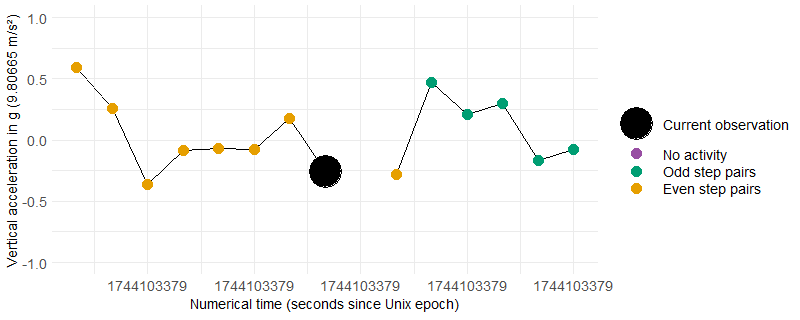 Vertical acceleration in g (9.80665 m/s²)
1.0
0.5
0.0
-0.5
-1.0
1744103379 1744103379 1744103379 1744103379 1744103379
Numerical time (seconds since Unix epoch)
Current observation
No activity
Odd step pairs
Even step pairs